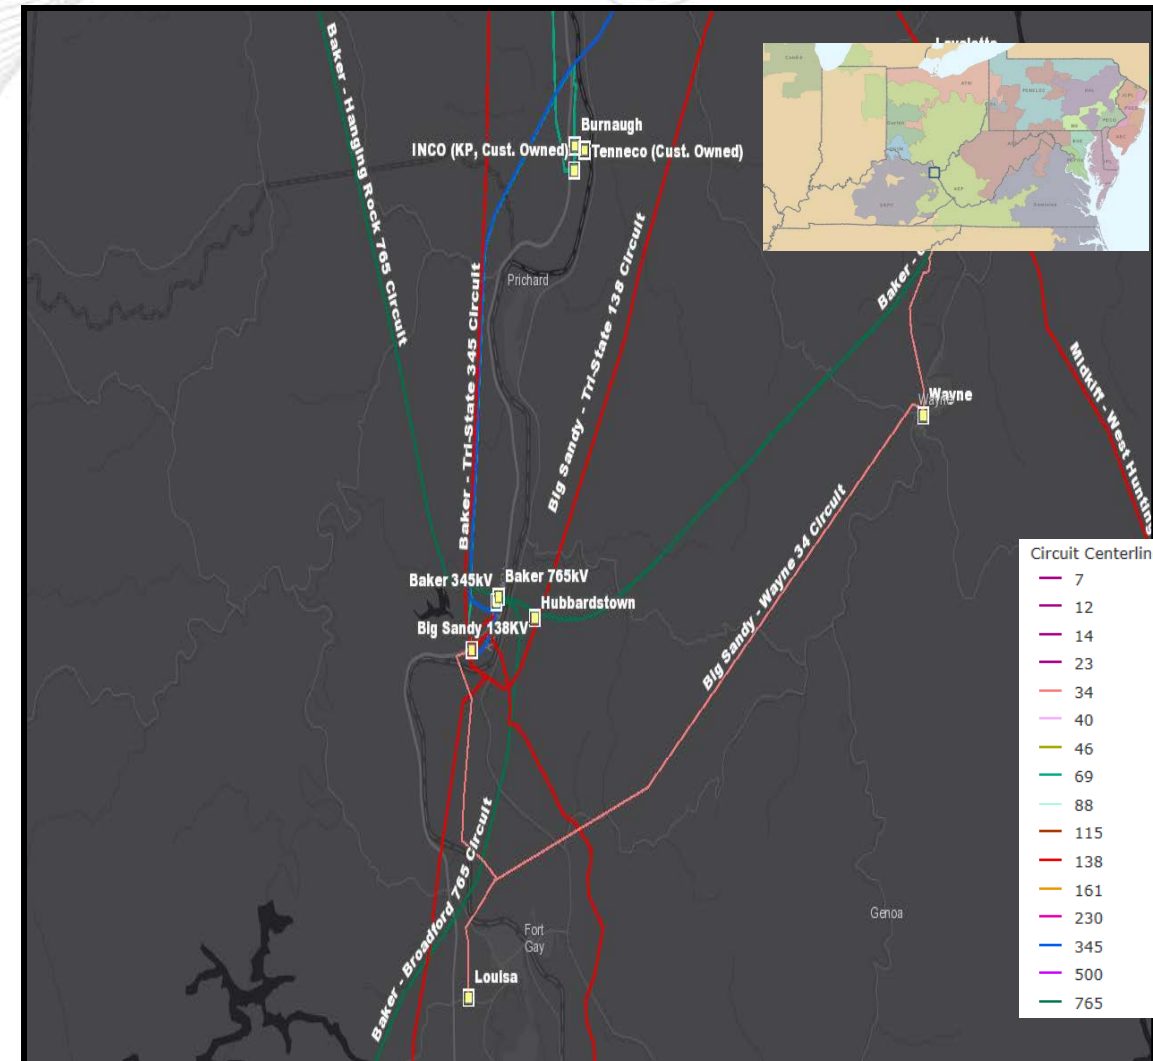 Baker - Hanging Rock 765 Circuit
Burnaugh
INCO (KP, Cust. Owned)
Tenneco (Cust. Owned)
Prichard
Baker - Tri-State 345 Circuit
Big Sandy - Tri-State 138 Circuit
Baker -
Wayne
Wayne
Midkiff - West Hunting
Baker 345kV
Baker 765kV
Hubbardstown
Big Sandy 138KV
Big Sandy - Wayne 34 Circuit
Baker - Broadford 765 Circuit
Genoa
Fort
Gay
Louisa
Circuit Centerlin
7
12
14
23
34
40
46
69
88
115
138
161
230
345
500
765